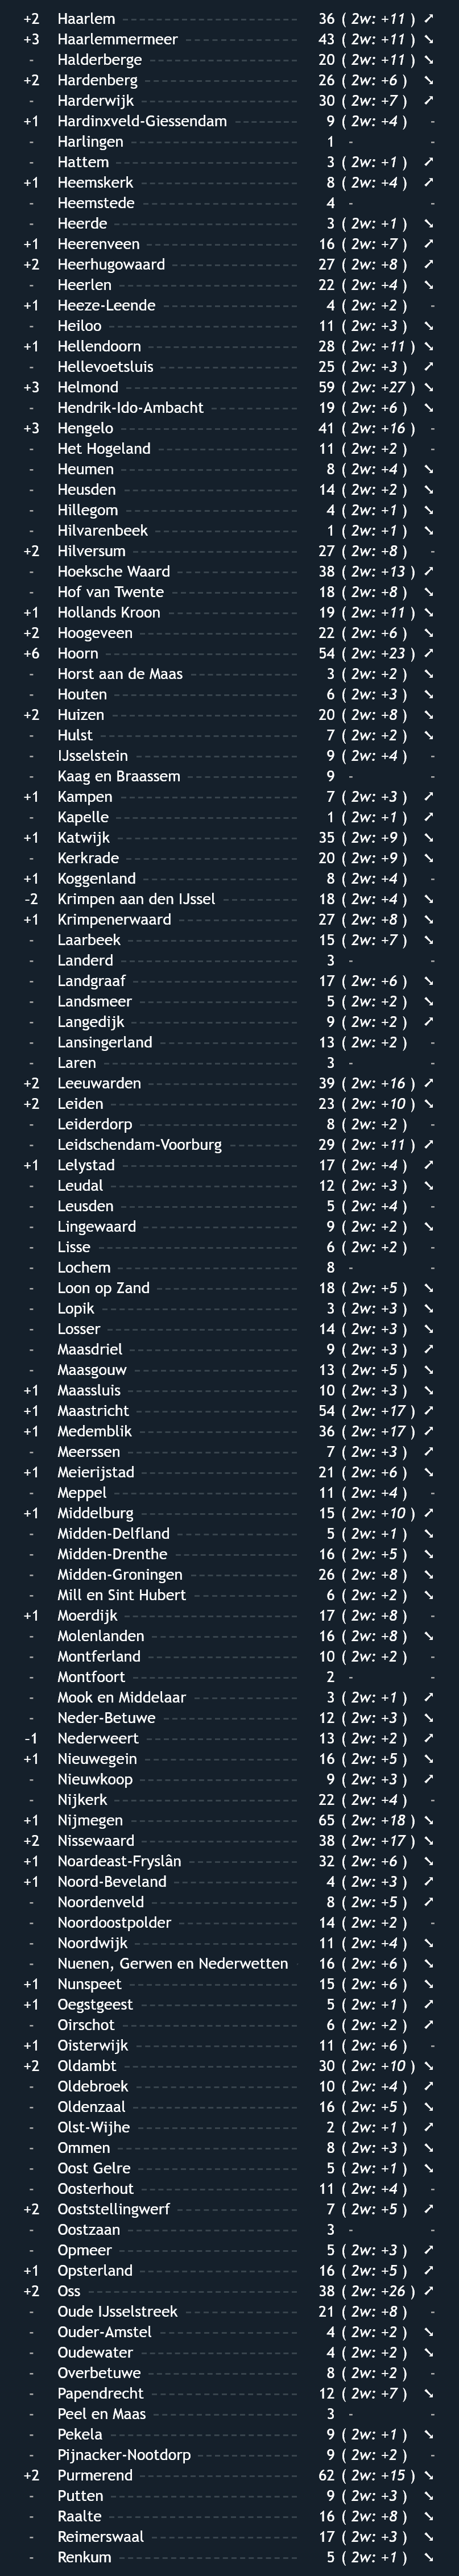 +2 Haarlem 36 ( 2w: +11 ) ➚
+3 Haarlemmermeer 43 ( 2w: +11 ) ➘
- Halderberge 20 ( 2w: +11 ) ➘
+2 Hardenberg 26 ( 2w: +6 ) ➘
- Harderwijk 30 ( 2w: +7 ) ➚
+1 Hardinxveld-Giessendam 9 ( 2w: +4 ) -
- Harlingen 1 - -
- Hattem 3 ( 2w: +1 ) ➚
+1 Heemskerk 8 ( 2w: +4 ) ➚
- Heemstede 4 - -
- Heerde 3 ( 2w: +1 ) ➘
+1 Heerenveen 16 ( 2w: +7 ) ➚
+2 Heerhugowaard 27 ( 2w: +8 ) ➚
- Heerlen 22 ( 2w: +4 ) ➘
+1 Heeze-Leende 4 ( 2w: +2 ) -
- Heiloo 11 ( 2w: +3 ) ➘
+1 Hellendoorn 28 ( 2w: +11 ) ➘
- Hellevoetsluis 25 ( 2w: +3 ) ➚
+3 Helmond 59 ( 2w: +27 ) ➘
- Hendrik-Ido-Ambacht 19 ( 2w: +6 ) ➘
+3 Hengelo 41 ( 2w: +16 ) -
- Het Hogeland 11 ( 2w: +2 ) -
- Heumen 8 ( 2w: +4 ) ➘
- Heusden 14 ( 2w: +2 ) ➘
- Hillegom 4 ( 2w: +1 ) ➘
- Hilvarenbeek 1 ( 2w: +1 ) ➘
+2 Hilversum 27 ( 2w: +8 ) -
- Hoeksche Waard 38 ( 2w: +13 ) ➚
- Hof van Twente 18 ( 2w: +8 ) ➘
+1 Hollands Kroon 19 ( 2w: +11 ) ➘
+2 Hoogeveen 22 ( 2w: +6 ) ➘
+6 Hoorn 54 ( 2w: +23 ) ➚
- Horst aan de Maas 3 ( 2w: +2 ) ➘
- Houten 6 ( 2w: +3 ) ➘
+2 Huizen 20 ( 2w: +8 ) ➘
- Hulst 7 ( 2w: +2 ) ➘
- IJsselstein 9 ( 2w: +4 ) -
- Kaag en Braassem 9 - -
+1 Kampen 7 ( 2w: +3 ) ➚
- Kapelle 1 ( 2w: +1 ) ➚
+1 Katwijk 35 ( 2w: +9 ) ➘
- Kerkrade 20 ( 2w: +9 ) ➘
+1 Koggenland 8 ( 2w: +4 ) -
-2 Krimpen aan den IJssel 18 ( 2w: +4 ) ➘
+1 Krimpenerwaard 27 ( 2w: +8 ) ➘
- Laarbeek 15 ( 2w: +7 ) ➘
- Landerd 3 - -
- Landgraaf 17 ( 2w: +6 ) ➘
- Landsmeer 5 ( 2w: +2 ) ➘
- Langedijk 9 ( 2w: +2 ) ➚
- Lansingerland 13 ( 2w: +2 ) -
- Laren 3 - -
+2 Leeuwarden 39 ( 2w: +16 ) ➚
+2 Leiden 23 ( 2w: +10 ) ➘
- Leiderdorp 8 ( 2w: +2 ) -
- Leidschendam-Voorburg 29 ( 2w: +11 ) ➚
+1 Lelystad 17 ( 2w: +4 ) ➚
- Leudal 12 ( 2w: +3 ) ➘
- Leusden 5 ( 2w: +4 ) -
- Lingewaard 9 ( 2w: +2 ) ➘
- Lisse 6 ( 2w: +2 ) -
- Lochem 8 - -
- Loon op Zand 18 ( 2w: +5 ) ➘
- Lopik 3 ( 2w: +3 ) ➘
- Losser 14 ( 2w: +3 ) ➘
- Maasdriel 9 ( 2w: +3 ) ➚
- Maasgouw 13 ( 2w: +5 ) ➘
+1 Maassluis 10 ( 2w: +3 ) ➘
+1 Maastricht 54 ( 2w: +17 ) ➚
+1 Medemblik 36 ( 2w: +17 ) ➚
- Meerssen 7 ( 2w: +3 ) ➚
+1 Meierijstad 21 ( 2w: +6 ) ➘
- Meppel 11 ( 2w: +4 ) -
+1 Middelburg 15 ( 2w: +10 ) ➚
- Midden-Delfland 5 ( 2w: +1 ) ➘
- Midden-Drenthe 16 ( 2w: +5 ) ➘
- Midden-Groningen 26 ( 2w: +8 ) ➘
- Mill en Sint Hubert 6 ( 2w: +2 ) ➘
+1 Moerdijk 17 ( 2w: +8 ) -
- Molenlanden 16 ( 2w: +8 ) ➘
- Montferland 10 ( 2w: +2 ) -
- Montfoort 2 - -
- Mook en Middelaar 3 ( 2w: +1 ) ➚
- Neder-Betuwe 12 ( 2w: +3 ) ➘
-1 Nederweert 13 ( 2w: +2 ) ➚
+1 Nieuwegein 16 ( 2w: +5 ) ➘
- Nieuwkoop 9 ( 2w: +3 ) ➚
- Nijkerk 22 ( 2w: +4 ) -
+1 Nijmegen 65 ( 2w: +18 ) ➘
+2 Nissewaard 38 ( 2w: +17 ) ➘
+1 Noardeast-Fryslân 32 ( 2w: +6 ) ➘
+1 Noord-Beveland 4 ( 2w: +3 ) ➚
- Noordenveld 8 ( 2w: +5 ) ➚
- Noordoostpolder 14 ( 2w: +2 ) -
- Noordwijk 11 ( 2w: +4 ) ➘
- Nuenen, Gerwen en Nederwetten 16 ( 2w: +6 ) ➘
+1 Nunspeet 15 ( 2w: +6 ) ➘
+1 Oegstgeest 5 ( 2w: +1 ) ➚
- Oirschot 6 ( 2w: +2 ) ➚
+1 Oisterwijk 11 ( 2w: +6 ) -
+2 Oldambt 30 ( 2w: +10 ) ➘
- Oldebroek 10 ( 2w: +4 ) ➚
- Oldenzaal 16 ( 2w: +5 ) ➘
- Olst-Wijhe 2 ( 2w: +1 ) ➚
- Ommen 8 ( 2w: +3 ) ➘
- Oost Gelre 5 ( 2w: +1 ) ➘
- Oosterhout 11 ( 2w: +4 ) -
+2 Ooststellingwerf 7 ( 2w: +5 ) ➚
- Oostzaan 3 - -
- Opmeer 5 ( 2w: +3 ) ➚
+1 Opsterland 16 ( 2w: +5 ) ➚
+2 Oss 38 ( 2w: +26 ) ➚
- Oude IJsselstreek 21 ( 2w: +8 ) -
- Ouder-Amstel 4 ( 2w: +2 ) ➘
- Oudewater 4 ( 2w: +2 ) ➘
- Overbetuwe 8 ( 2w: +2 ) -
- Papendrecht 12 ( 2w: +7 ) ➘
- Peel en Maas 3 - -
- Pekela 9 ( 2w: +1 ) ➘
- Pijnacker-Nootdorp 9 ( 2w: +2 ) -
+2 Purmerend 62 ( 2w: +15 ) ➘
- Putten 9 ( 2w: +3 ) ➘
- Raalte 16 ( 2w: +8 ) ➘
- Reimerswaal 17 ( 2w: +3 ) ➘
- Renkum 5 ( 2w: +1 ) ➘